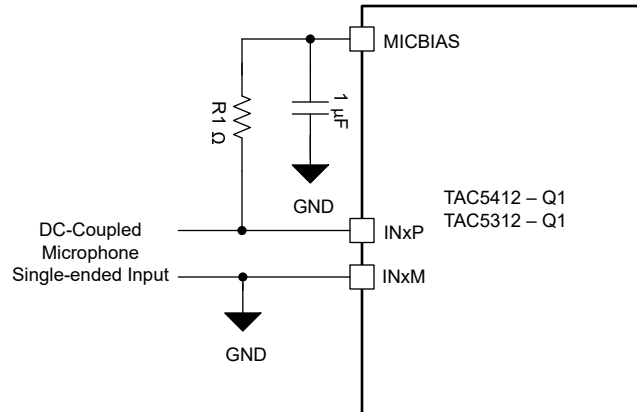 MICBIAS
R1 Ω
1 µF
GND
TAC5412 – Q1
TAC5312 – Q1
DC-Coupled
Microphone
Single-ended Input
INxP
INxM
GND